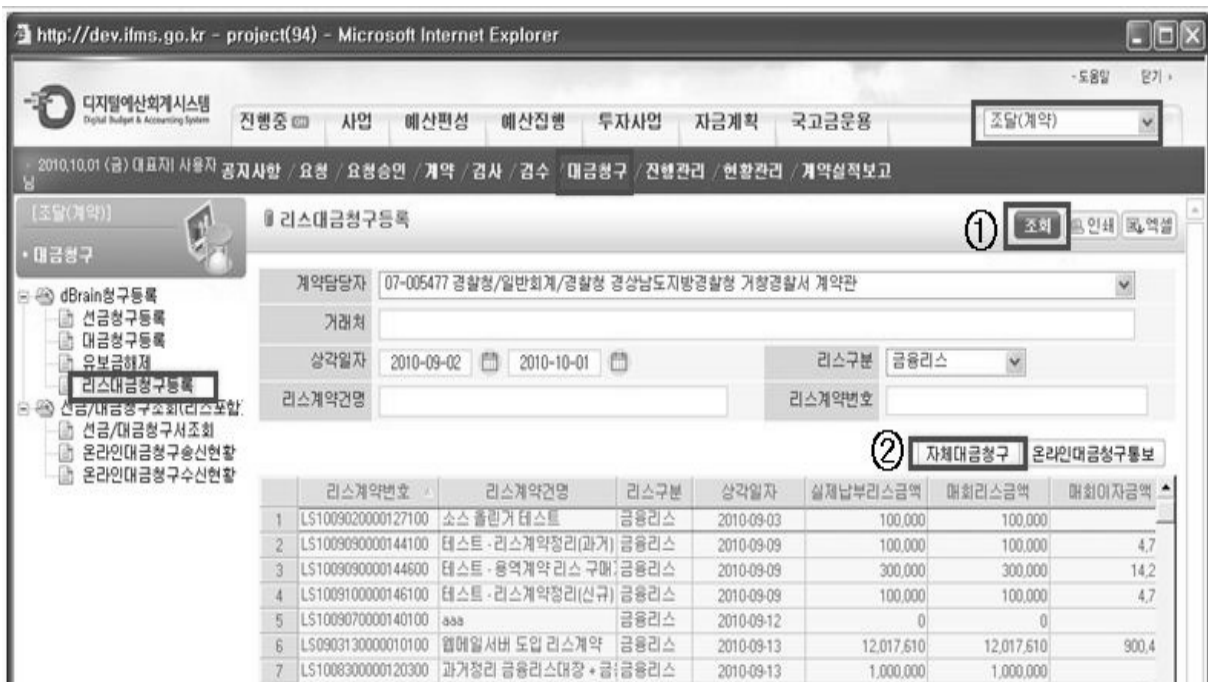 http://dev.ifms.go.kr - project(94) - Microsoft Internet Explorer
- 도움말 닫기
디지털예산회계시스템
Digital Budget & Accounting System
진행중 ON 사업 예산편성 예산집행 투자사업 자금계획 국고금운용 조달(계약)
2010.10.01 (금) 대표자1 사용자님 공지사항 / 요청 / 요청승인 / 계약 / 검사 / 검수 / 대금청구 / 진행관리 / 현황관리 / 계약실적보고
[조달(계약)]
• 대금청구
dBrain청구등록
선금청구등록
대금청구등록
유보금해제
리스대금청구등록
선금/대금청구조회(리스포함)
선금/대금청구서조회
온라인대금청구송신현황
온라인대금청구수신현황
리스대금청구등록 ① 조회 인쇄 엑셀
계약담당자 07-005477 경찰청/일반회계/경찰청 경상남도지방경찰청 거창경찰서 계약관
거래처
상각일자 2010-09-02 2010-10-01 리스구분 금융리스
리스계약건명 리스계약번호
② 자체대금청구 온라인대금청구통보
리스계약번호 리스계약건명 리스구분 상각일자 실제납부리스금액 매회리스금액 매회이자금액
1 LS1009020000127100 소스 올린거 테스트 금융리스 2010-09-03 100,000 100,000
2 LS1009090000144100 테스트 - 리스계약정리(과거) 금융리스 2010-09-09 100,000 100,000 4,7
3 LS1009090000144600 테스트 - 용역계약 리스 구매 금융리스 2010-09-09 300,000 300,000 14,2
4 LS1009100000146100 테스트 - 리스계약정리(신규) 금융리스 2010-09-09 100,000 100,000 4,7
5 LS1009070000140100 aaa 금융리스 2010-09-12 0 0
6 LS0903130000010100 웹메일서버 도입 리스계약 금융리스 2010-09-13 12,017,610 12,017,610 900,4
7 LS1008300000120300 과거정리 금융리스대장 + 금 금융리스 2010-09-13 1,000,000 1,000,000